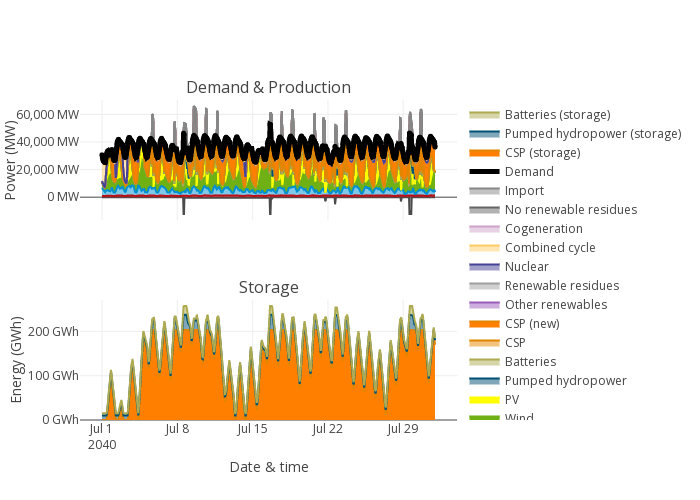 Demand & Production
60,000 MW
40,000 MW
20,000 MW
0 MW
Power (MW)
Storage
200 GWh
100 GWh
0 GWh
Energy (GWh)
Jul 1
2040
Jul 8
Jul 15
Jul 22
Jul 29
Date & time
Batteries (storage)
Pumped hydropower (storage)
CSP (storage)
Demand
Import
No renewable residues
Cogeneration
Combined cycle
Nuclear
Renewable residues
Other renewables
CSP (new)
CSP
Batteries
Pumped hydropower
PV
Wind